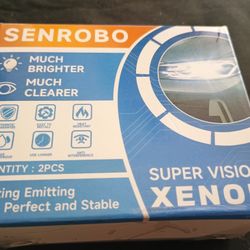 SENROBO
MUCH
BRIGHTER
MUCH
CLEARER
NTITY : 2PCS
SUPER VISIO
XENO
ting Emitting
Perfect and Stable